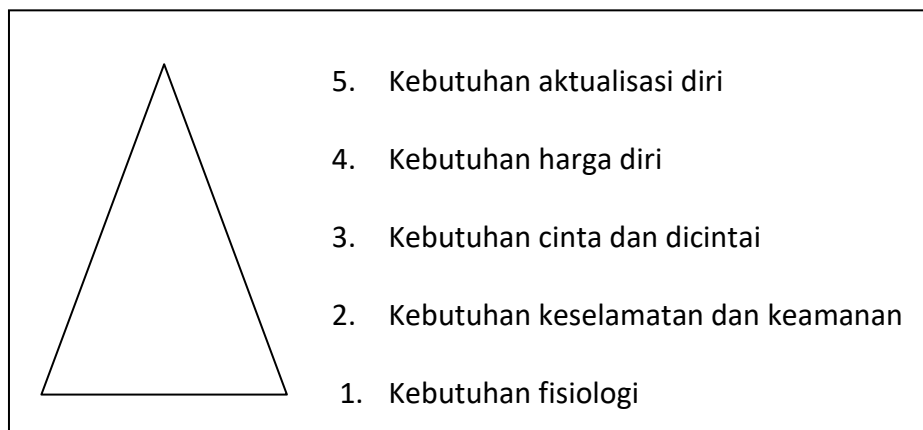 5. Kebutuhan aktualisasi diri
4. Kebutuhan harga diri
3. Kebutuhan cinta dan dicintai
2. Kebutuhan keselamatan dan keamanan
1. Kebutuhan fisiologi